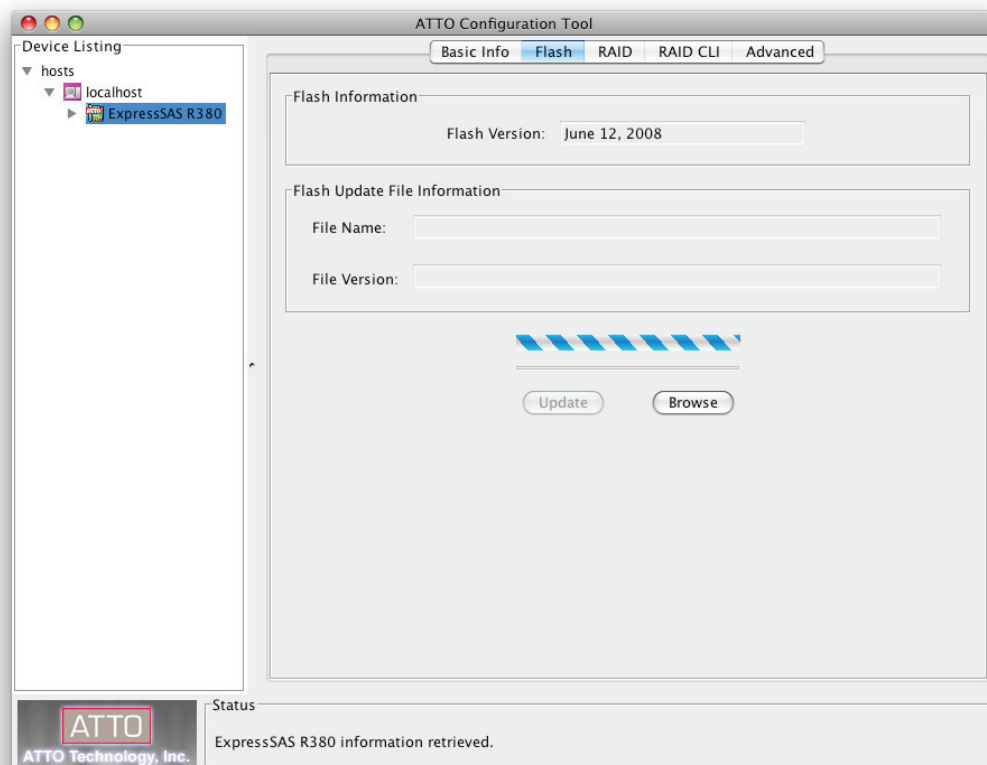 ATTO Configuration Tool
Device Listing
hosts
localhost
ExpressSAS R380
Basic Info Flash RAID RAID CLI Advanced
Flash Information
Flash Version: June 12, 2008
Flash Update File Information
File Name:
File Version:
Update Browse
ATTO
ATTO Technology, Inc.
Status
ExpressSAS R380 information retrieved.